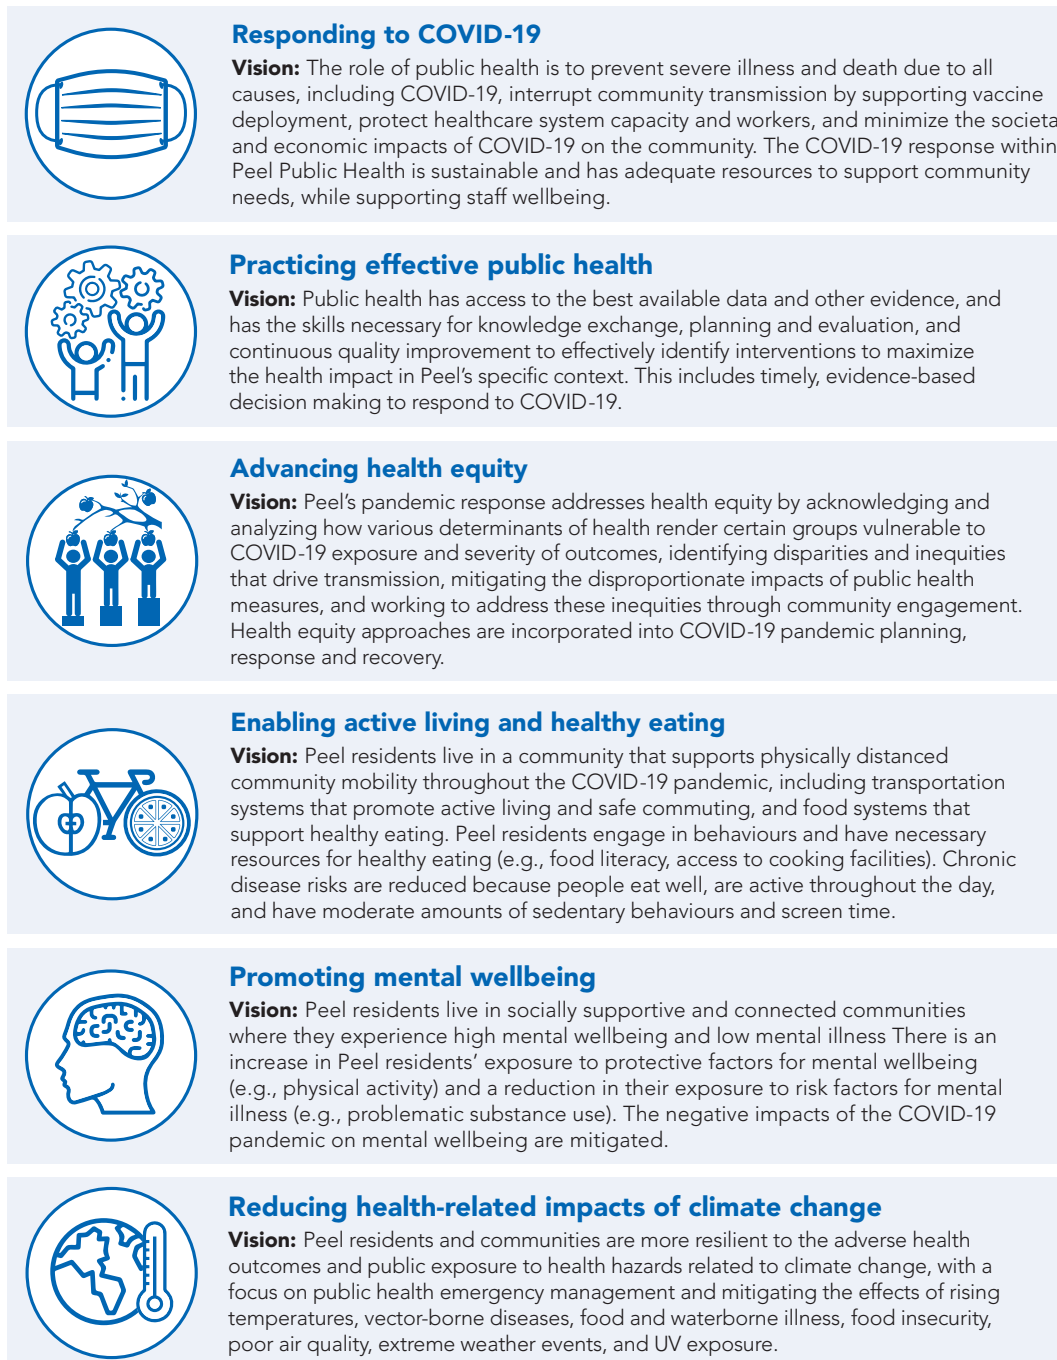 Responding to COVID-19
Vision: The role of public health is to prevent severe illness and death due to all
causes, including COVID-19, interrupt community transmission by supporting vaccine
deployment, protect healthcare system capacity and workers, and minimize the societa
and economic impacts of COVID-19 on the community. The COVID-19 response within
Peel Public Health is sustainable and has adequate resources to support community
needs, while supporting staff wellbeing.
Practicing effective public health
Vision: Public health has access to the best available data and other evidence, and
has the skills necessary for knowledge exchange, planning and evaluation, and
continuous quality improvement to effectively identify interventions to maximize
the health impact in Peel’s specific context. This includes timely, evidence-based
decision making to respond to COVID-19.
Advancing health equity
Vision: Peel’s pandemic response addresses health equity by acknowledging and
analyzing how various determinants of health render certain groups vulnerable to
COVID-19 exposure and severity of outcomes, identifying disparities and inequities
that drive transmission, mitigating the disproportionate impacts of public health
measures, and working to address these inequities through community engagement.
Health equity approaches are incorporated into COVID-19 pandemic planning,
response and recovery.
Enabling active living and healthy eating
Vision: Peel residents live in a community that supports physically distanced
community mobility throughout the COVID-19 pandemic, including transportation
systems that promote active living and safe commuting, and food systems that
support healthy eating. Peel residents engage in behaviours and have necessary
resources for healthy eating (e.g., food literacy, access to cooking facilities). Chronic
disease risks are reduced because people eat well, are active throughout the day,
and have moderate amounts of sedentary behaviours and screen time.
Promoting mental wellbeing
Vision: Peel residents live in socially supportive and connected communities
where they experience high mental wellbeing and low mental illness There is an
increase in Peel residents’ exposure to protective factors for mental wellbeing
(e.g., physical activity) and a reduction in their exposure to risk factors for mental
illness (e.g., problematic substance use). The negative impacts of the COVID-19
pandemic on mental wellbeing are mitigated.
Reducing health-related impacts of climate change
Vision: Peel residents and communities are more resilient to the adverse health
outcomes and public exposure to health hazards related to climate change, with a
focus on public health emergency management and mitigating the effects of rising
temperatures, vector-borne diseases, food and waterborne illness, food insecurity,
poor air quality, extreme weather events, and UV exposure.